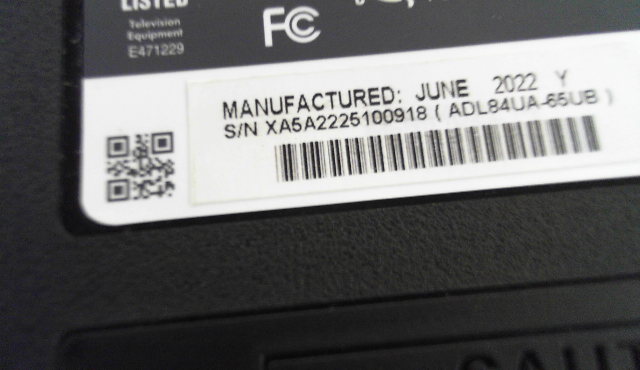 LISTED
Television
Equipment
E471229
FC
MANUFACTURED: JUNE 2022 Y
S/N XA5A2225100918 ( ADL84UA-65UB )